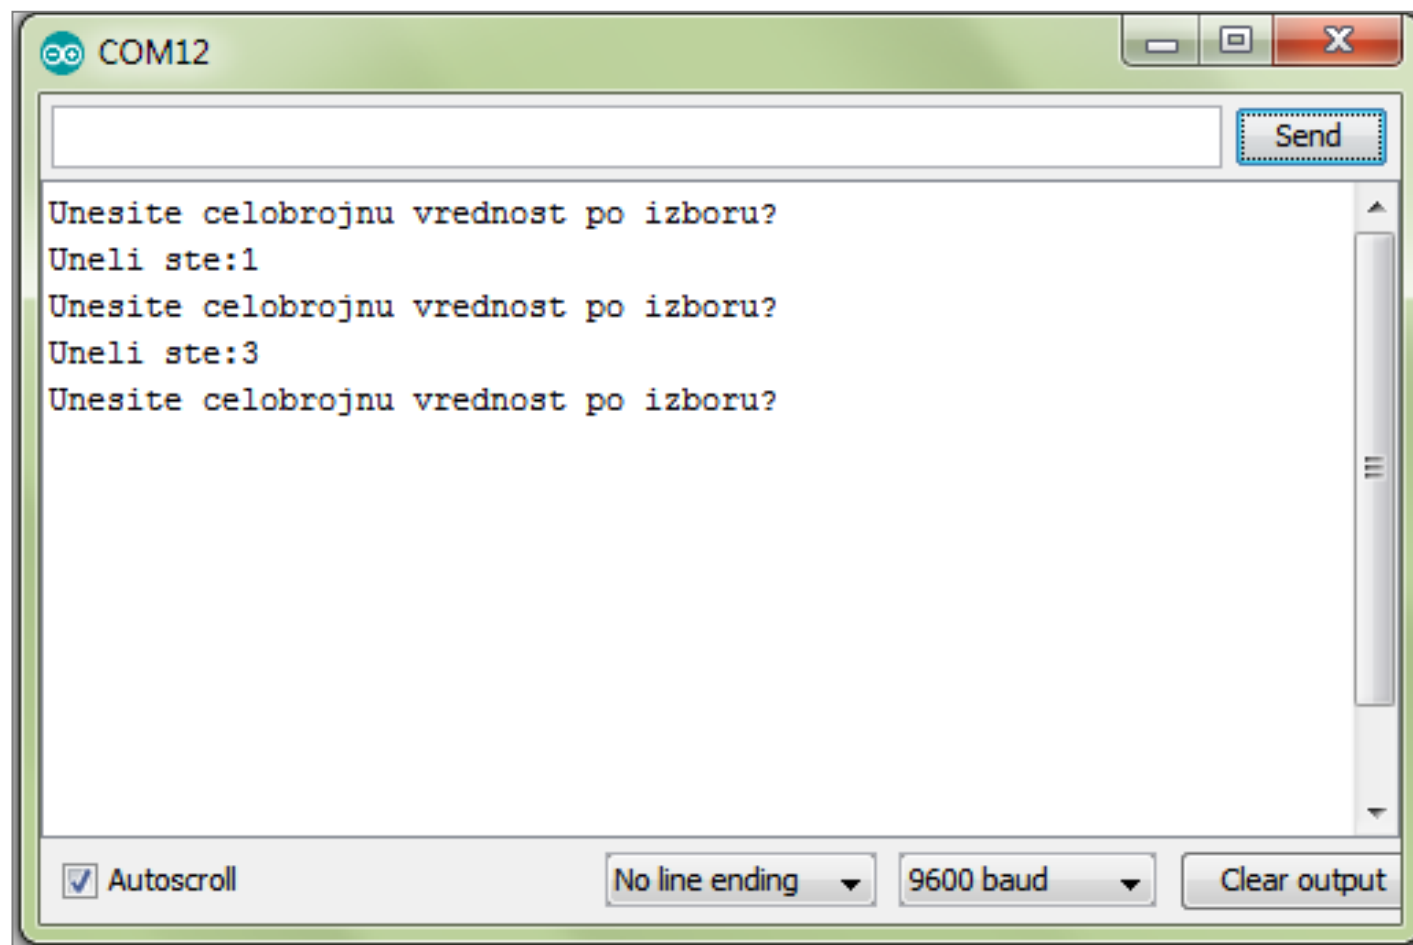 COM12
Send
Unesite celobrojnu vrednost po izboru?
Uneli ste:1
Unesite celobrojnu vrednost po izboru?
Uneli ste:3
Unesite celobrojnu vrednost po izboru?
Autoscroll
No line ending
9600 baud
Clear output